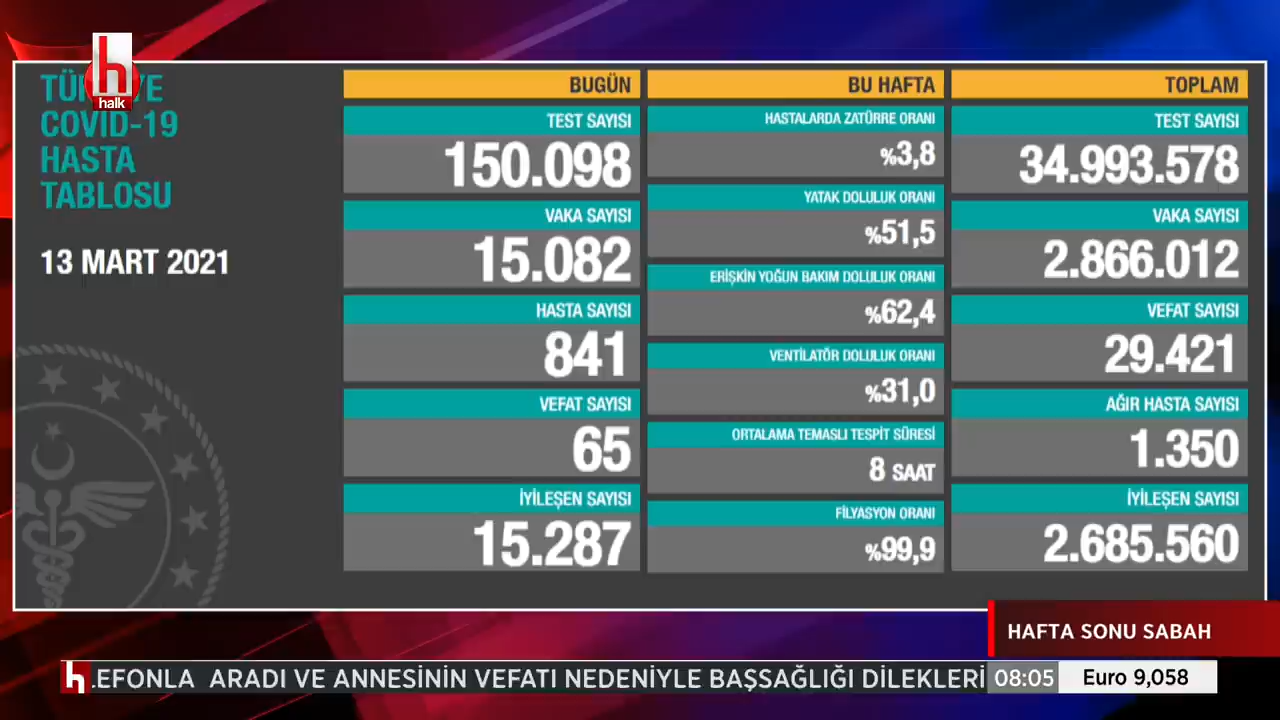 h
halk
COVID-19
HASTA
TABLOSU
13 MART 2021
BUGÜN
TEST SAYISI
150.098
VAKA SAYISI
15.082
HASTA SAYISI
841
VEFAT SAYISI
65
İYİLEŞEN SAYISI
15.287
BU HAFTA
HASTALARDA ZATÜRRE ORANI
%3,8
YATAK DOLULUK ORANI
%51,5
ERİŞKİN YOĞUN BAKIM DOLULUK ORANI
%62,4
VENTİLATÖR DOLULUK ORANI
%31,0
ORTALAMA TEMASLI TESPİT SÜRESİ
8 SAAT
FİLYASYON ORANI
%99,9
TOPLAM
TEST SAYISI
34.993.578
VAKA SAYISI
2.866.012
VEFAT SAYISI
29.421
AĞIR HASTA SAYISI
1.350
İYİLEŞEN SAYISI
2.685.560
HAFTA SONU SABAH
h LEFONLA ARADI VE ANNESİNİN VEFATI NEDENİYLE BAŞSAĞLIĞI DİLEKLERİ 08:05 Euro 9,058